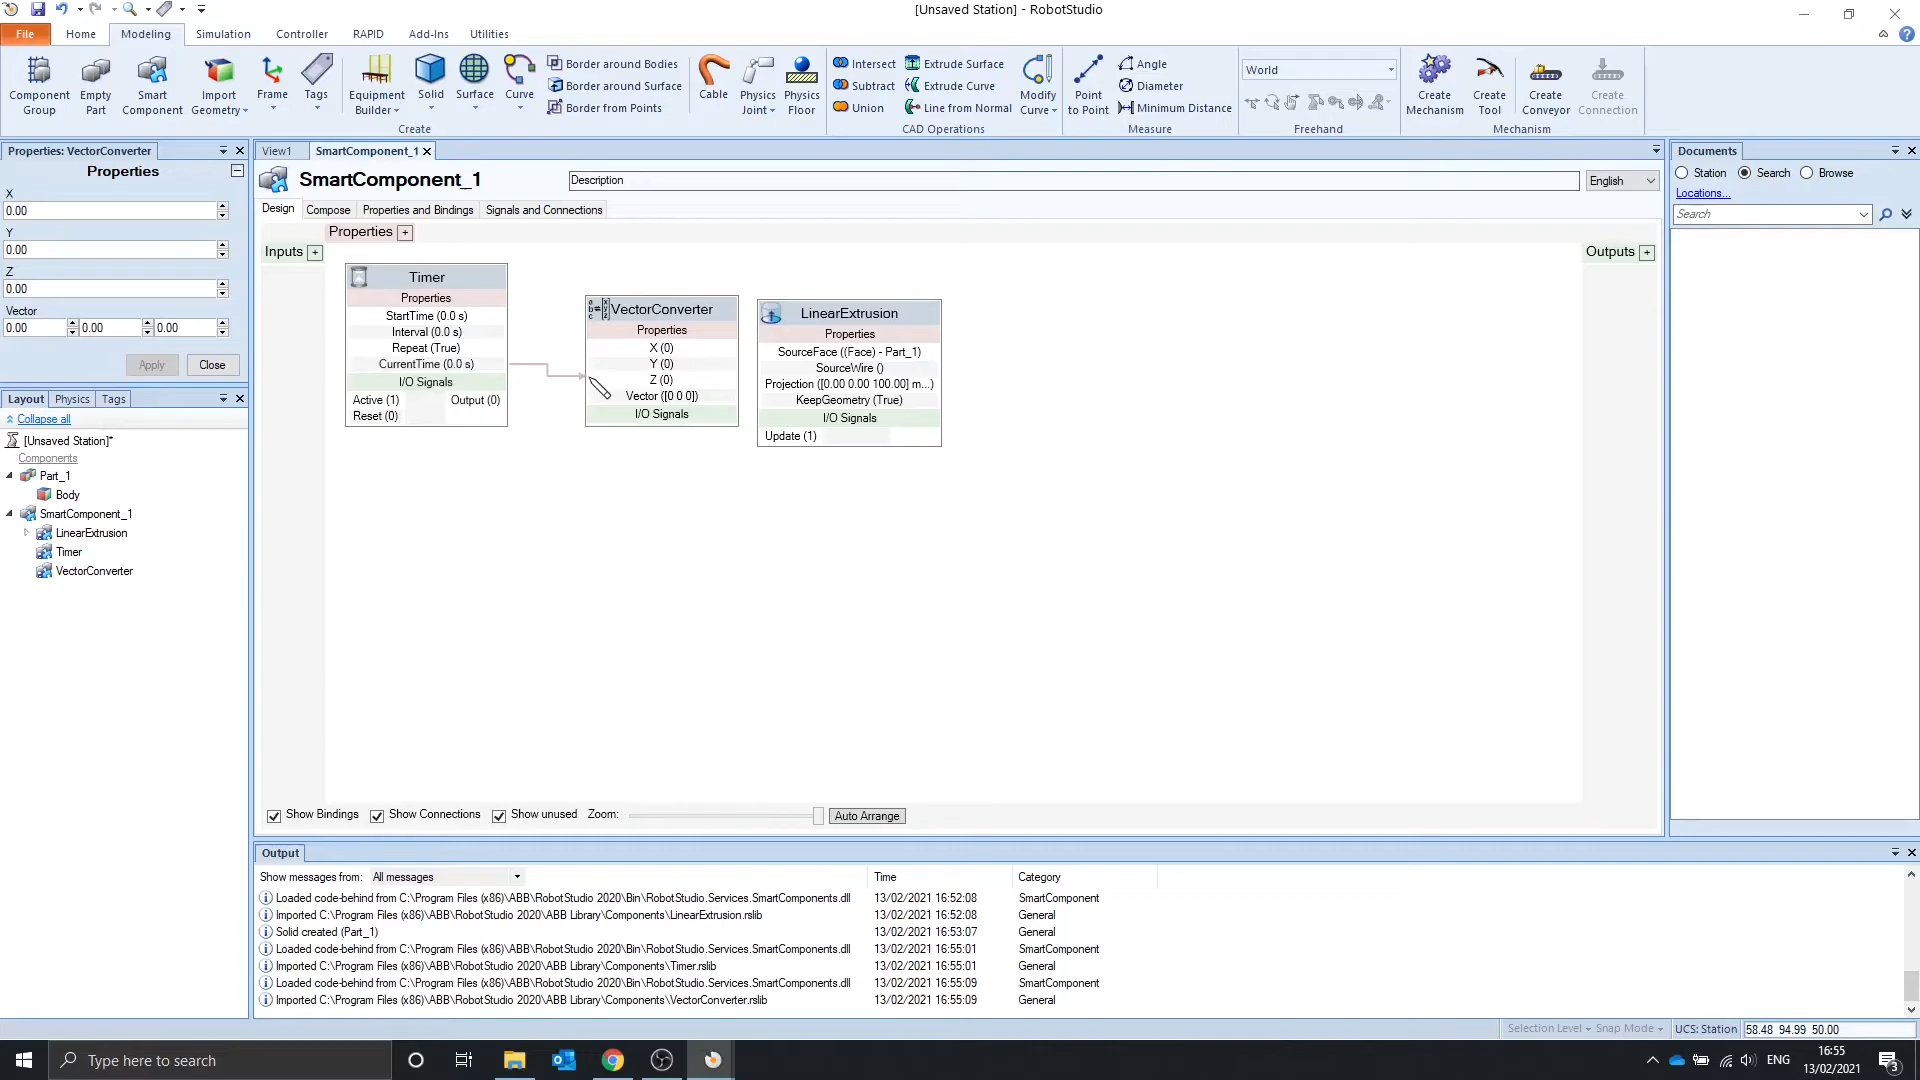 [Unsaved Station] - RobotStudio
File Home Modeling Simulation Controller RAPID Add-Ins Utilities
Component Group
Empty Part
Smart Component
Import Geometry
Frame
Tags
Equipment Builder
Solid
Surface
Curve
Border around Bodies
Border around Surface
Border from Points
Create
Cable
Physics Joint
Physics Floor
Intersect
Subtract
Union
Extrude Surface
Extrude Curve
Line from Normal
Modify Curve
CAD Operations
Point to Point
Angle
Diameter
Minimum Distance
Measure
World
Freehand
Create Mechanism
Create Tool
Create Conveyor
Create Connection
Mechanism
Properties: VectorConverter
Properties
X
0.00
Y
0.00
Z
0.00
Vector
0.00 0.00 0.00
Apply Close
Layout Physics Tags
Collapse all
[Unsaved Station]*
Components
Part_1
Body
SmartComponent_1
LinearExtrusion
Timer
VectorConverter
View1 SmartComponent_1
SmartComponent_1 Description English
Design Compose Properties and Bindings Signals and Connections
Properties +
Inputs +
Outputs +
Timer
Properties
StartTime (0.0 s)
Interval (0.0 s)
Repeat (True)
CurrentTime (0.0 s)
I/O Signals
Active (1) Output (0)
Reset (0)
VectorConverter
Properties
X (0)
Y (0)
Z (0)
Vector ([0 0 0])
I/O Signals
LinearExtrusion
Properties
SourceFace ((Face) - Part_1)
SourceWire ()
Projection ([0.00 0.00 100.00] m...)
KeepGeometry (True)
I/O Signals
Update (1)
Show Bindings Show Connections Show unused Zoom: Auto Arrange
Documents
Station Search Browse
Locations...
Search
Output
Show messages from: All messages Time Category
Loaded code-behind from C:\Program Files (x86)\ABB\RobotStudio 2020\Bin\RobotStudio.Services.SmartComponents.dll 13/02/2021 16:52:08 SmartComponent
Imported C:\Program Files (x86)\ABB\RobotStudio 2020\ABB Library\Components\LinearExtrusion.rslib 13/02/2021 16:52:08 General
Solid created (Part_1) 13/02/2021 16:53:07 General
Loaded code-behind from C:\Program Files (x86)\ABB\RobotStudio 2020\Bin\RobotStudio.Services.SmartComponents.dll 13/02/2021 16:55:01 SmartComponent
Imported C:\Program Files (x86)\ABB\RobotStudio 2020\ABB Library\Components\Timer.rslib 13/02/2021 16:55:01 General
Loaded code-behind from C:\Program Files (x86)\ABB\RobotStudio 2020\Bin\RobotStudio.Services.SmartComponents.dll 13/02/2021 16:55:09 SmartComponent
Imported C:\Program Files (x86)\ABB\RobotStudio 2020\ABB Library\Components\VectorConverter.rslib 13/02/2021 16:55:09 General
Selection Level Snap Mode UCS: Station 58.48 94.99 50.00
Type here to search
ENG
16:55
13/02/2021
3